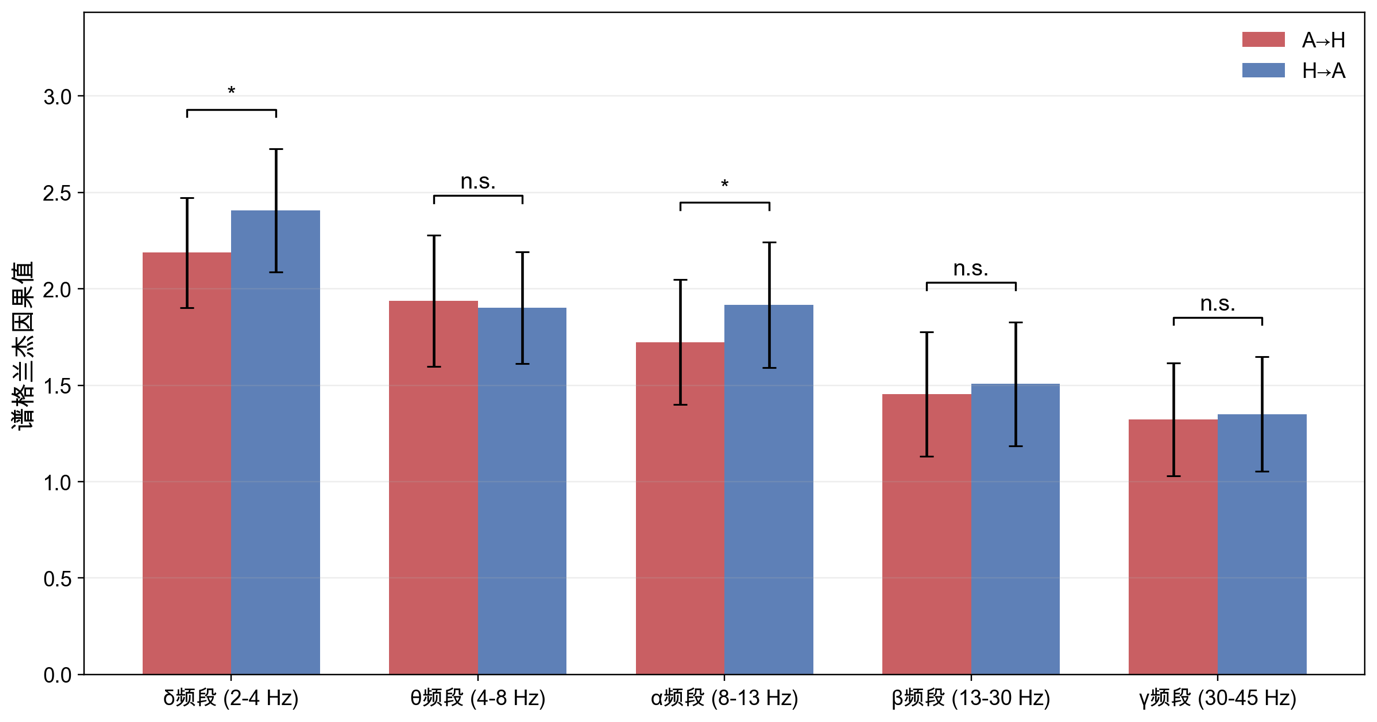 A→H
H→A
谱格兰杰因果值
3.0
2.5
2.0
1.5
1.0
0.5
0.0
*
n.s.
*
n.s.
n.s.
δ频段 (2-4 Hz)
θ频段 (4-8 Hz)
α频段 (8-13 Hz)
β频段 (13-30 Hz)
γ频段 (30-45 Hz)